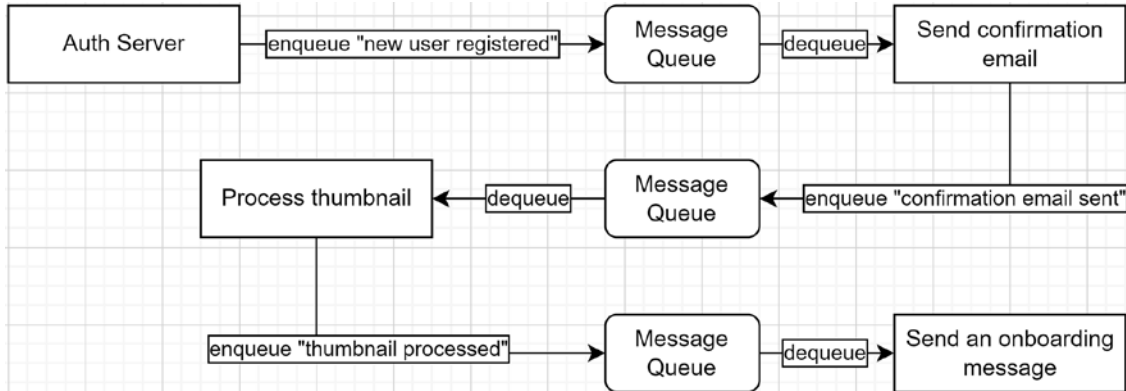 Auth Server
enqueue "new user registered"
Message
Queue
dequeue
Send confirmation
email
Process thumbnail
dequeue
Message
Queue
enqueue "confirmation email sent"
enqueue "thumbnail processed"
Message
Queue
dequeue
Send an onboarding
message